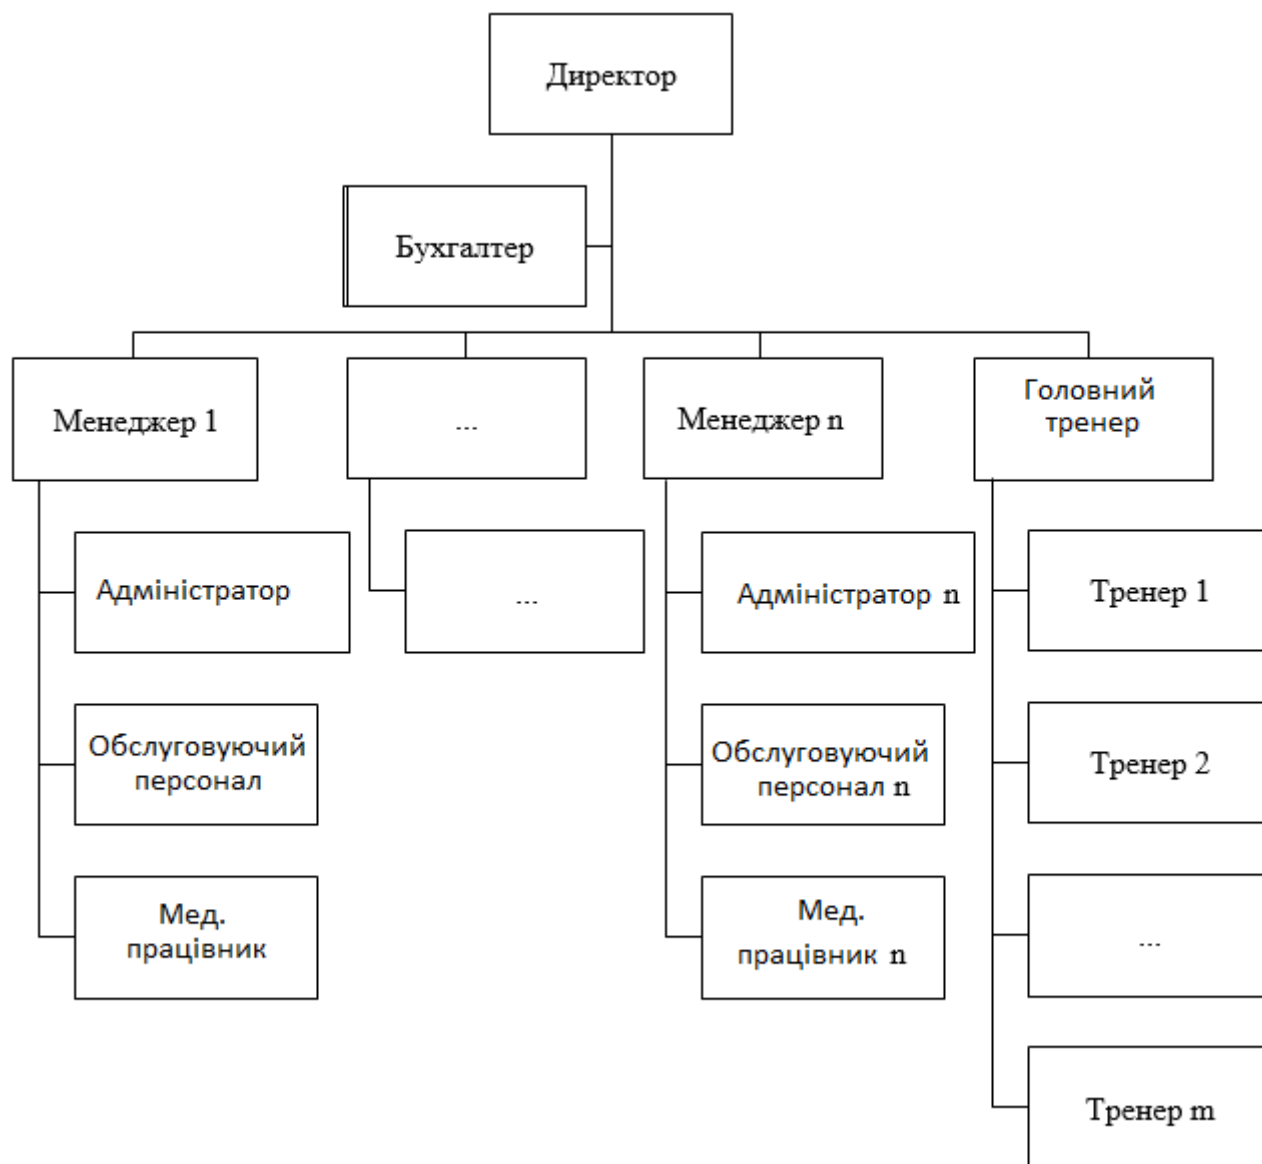 Директор
Бухгалтер
Менеджер 1
...
Менеджер n
Головний
тренер
Адміністратор
...
Адміністратор n
Тренер 1
Обслуговуючий
персонал
Обслуговуючий
персонал n
Тренер 2
Мед.
працівник
Мед.
працівник n
...
Тренер m